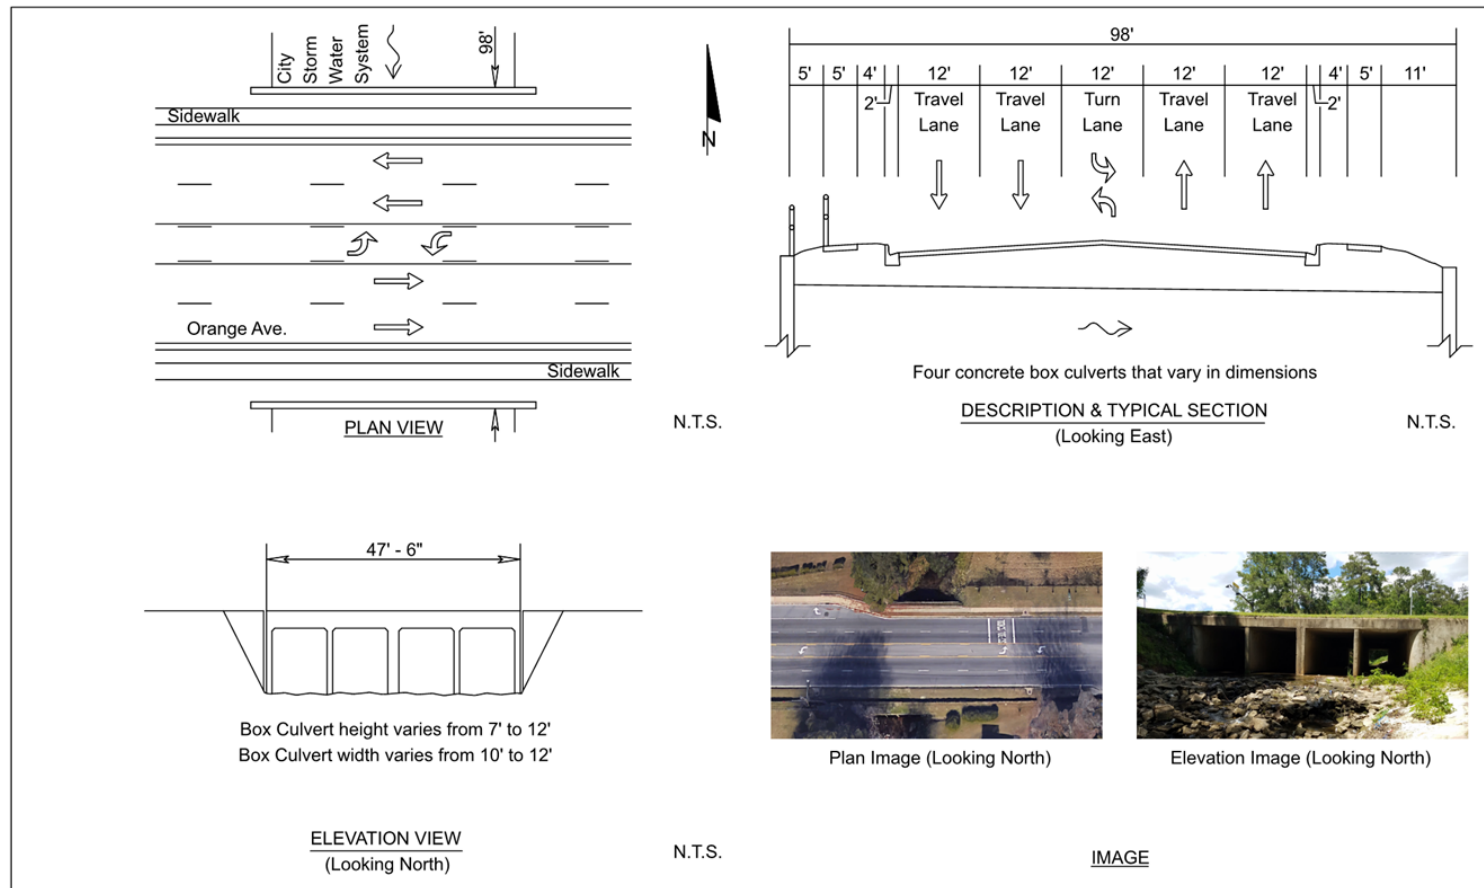 City
Storm
Water
System
98'
Sidewalk
Orange Ave.
Sidewalk
PLAN VIEW
N.T.S.
N
98'
5' 5' 4' 12' 12' 12' 12' 12' 4' 5' 11'
2' 2'
Travel Lane
Travel Lane
Turn Lane
Travel Lane
Travel Lane
Four concrete box culverts that vary in dimensions
DESCRIPTION & TYPICAL SECTION
(Looking East)
N.T.S.
47' - 6"
Box Culvert height varies from 7' to 12'
Box Culvert width varies from 10' to 12'
ELEVATION VIEW
(Looking North)
N.T.S.
Plan Image (Looking North)
Elevation Image (Looking North)
IMAGE